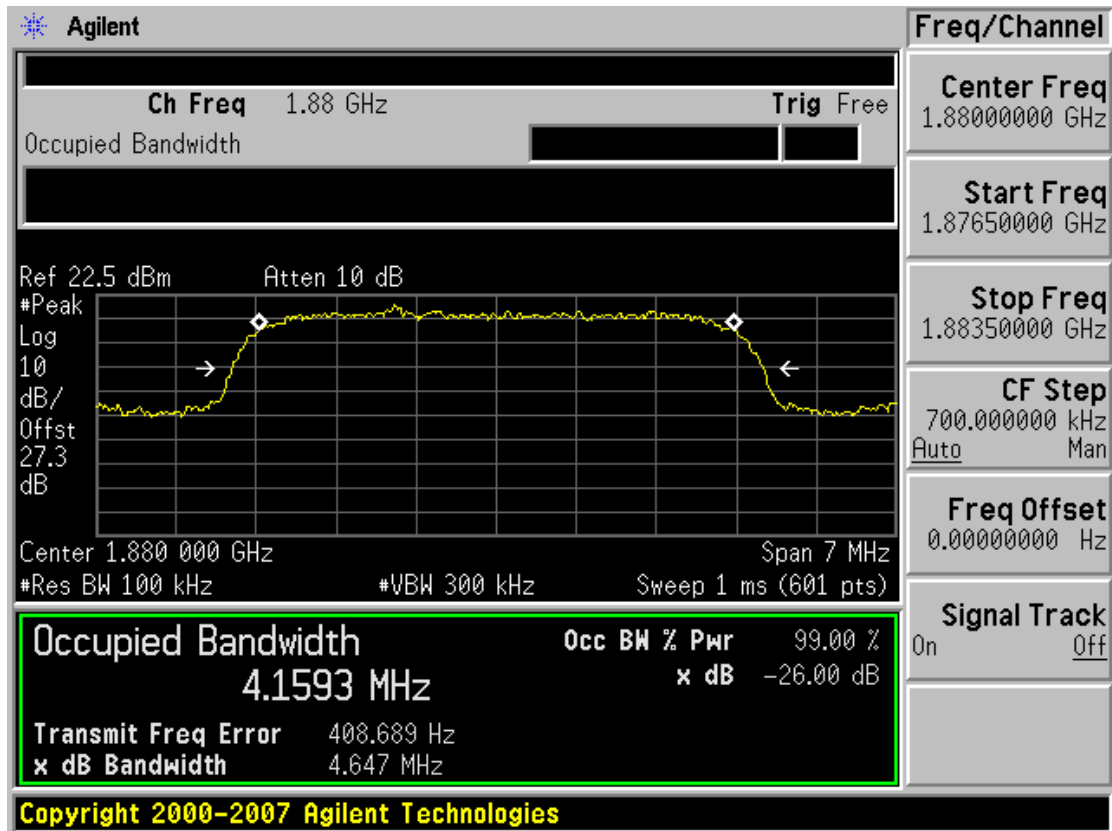 Agilent
Freq/Channel
Ch Freq 1.88 GHz Trig Free
Occupied Bandwidth
Center Freq
1.88000000 GHz
Start Freq
1.87650000 GHz
Stop Freq
1.88350000 GHz
CF Step
700.000000 kHz
Auto Man
Freq Offset
0.00000000 Hz
Signal Track
On Off
Ref 22.5 dBm Atten 10 dB
#Peak
Log
10
dB/
Offst
27.3
dB
Center 1.880 000 GHz Span 7 MHz
#Res BW 100 kHz #VBW 300 kHz Sweep 1 ms (601 pts)
Occupied Bandwidth Occ BW % Pwr 99.00 %
4.1593 MHz x dB -26.00 dB
Transmit Freq Error 408.689 Hz
x dB Bandwidth 4.647 MHz
Copyright 2000-2007 Agilent Technologies